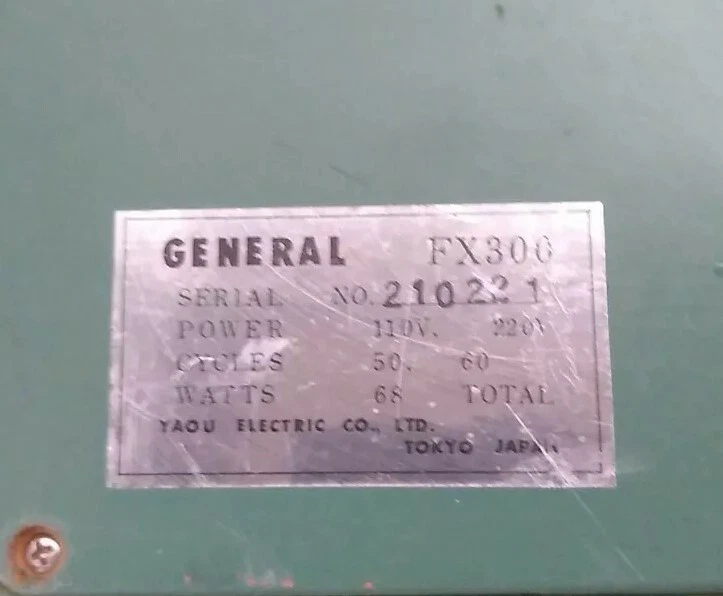 GENERAL FX300
SERIAL NO. 210221
POWER 110V. 220V
CYCLES 50. 60
WATTS 68 TOTAL
YAOU ELECTRIC CO., LTD.
TOKYO JAPAN